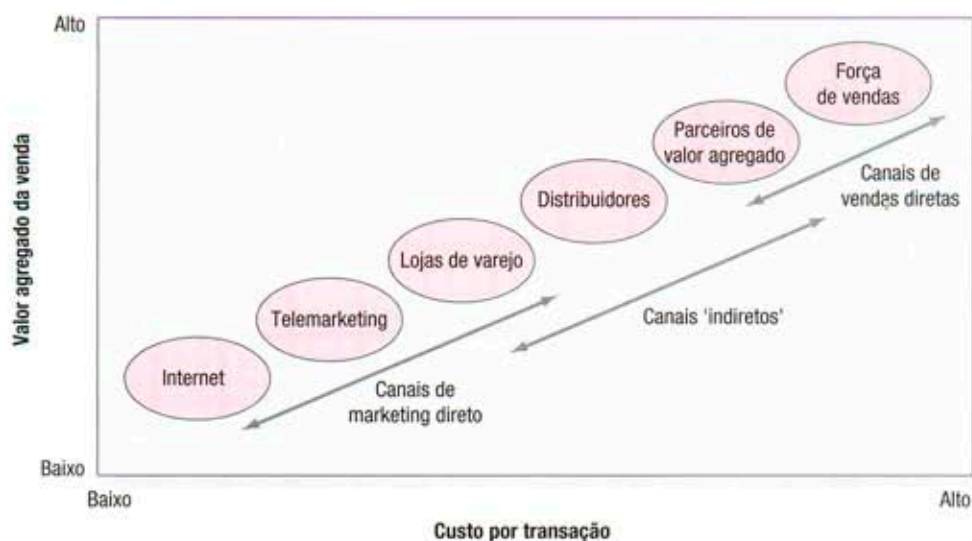 Alto
Força
de vendas
Parceiros de
valor agregado
Canais de
vendas diretas
Distribuidores
Lojas de varejo
Telemarketing
Canais 'indiretos'
Internet
Canais de
marketing direto
Valor agregado da venda
Baixo
Baixo
Alto
Custo por transação